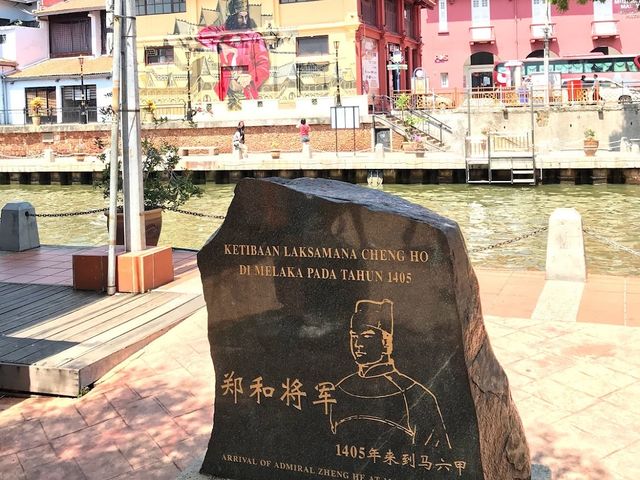 KETIBAAN LAKSAMANA CHENG HO
DI MELAKA PADA TAHUN 1405
郑和将军
1405年来到马六甲
ARRIVAL OF ADMIRAL ZHENG HE AT